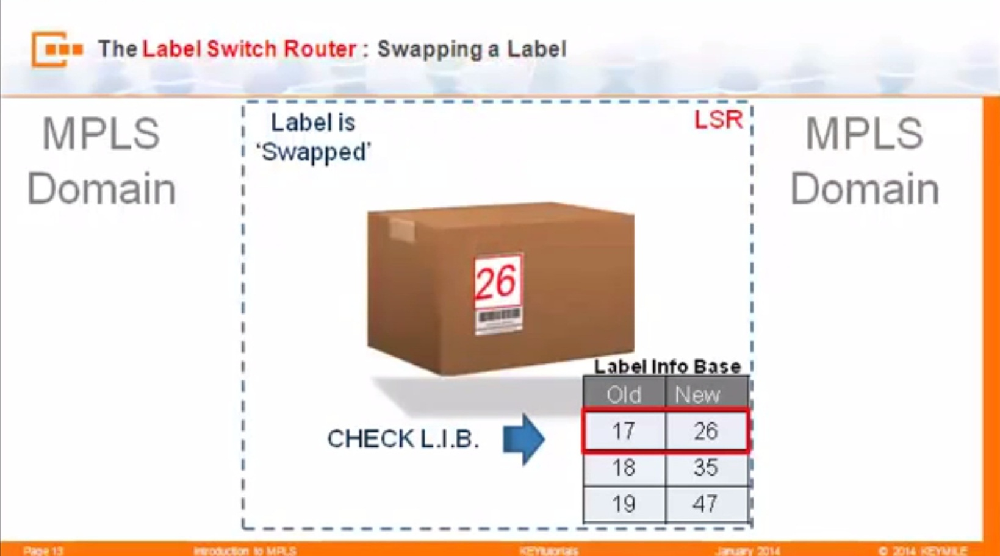 The Label Switch Router : Swapping a Label
MPLS
Domain
Label is
‘Swapped’
LSR
MPLS
Domain
26
Label Info Base
Old New
17 26
18 35
19 47
CHECK L.I.B.
Page 13 Introduction to MPLS KEYtutorials January 2014 © 2014 KEYMILE